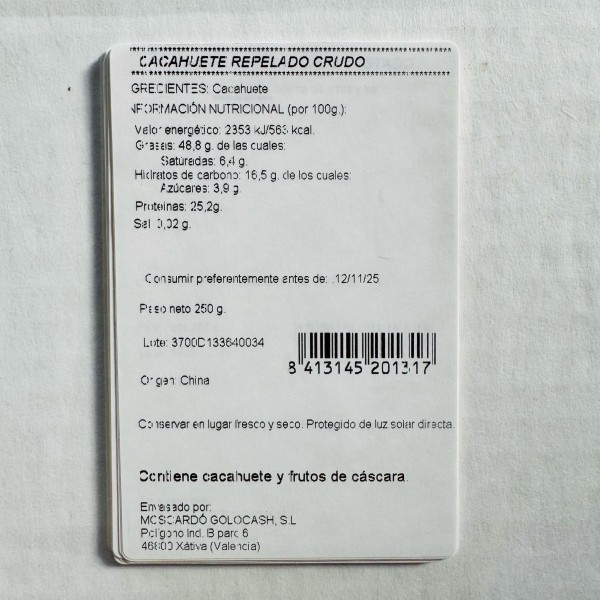 CACAHUETE REPELADO CRUDO
GREDIENTES: Cacahuete
NFORMACIÓN NUTRICIONAL (por 100g.):
Valor energético: 2353 kJ/563 kcal.
Grasas: 48,8 g. de las cuales:
Saturadas: 6,4 g.
Hidratos de carbono: 16,5 g. de los cuales:
Azúcares: 3,9 g.
Proteinas: 25,2g.
Sal: 0,02 g.
Consumir preferentemente antes de: 12/11/25
Peso neto 250 g.
Lote: 3700D133640034
8 413145 201317
Origen: China
Conservar en lugar fresco y seco. Protegido de luz solar directa.
Contiene cacahuete y frutos de cáscara.
Envasado por:
MOSCARDÓ GOLOCASH, S.L
Polígono Ind. B parc 6
46800 Xátiva (Valencia)